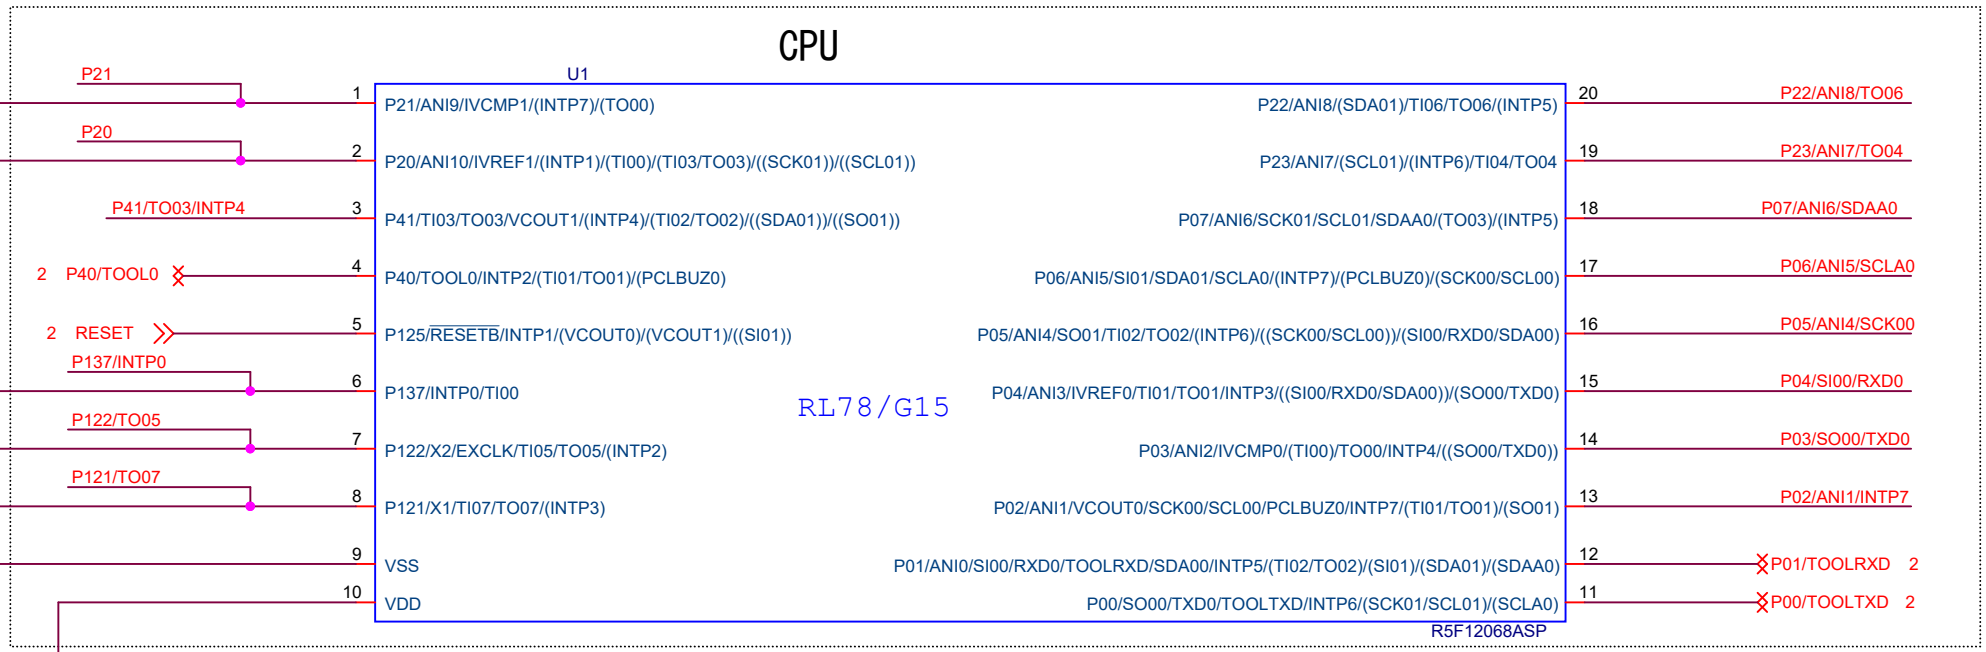 CPU
U1
P21
1 P21/ANI9/IVCMP1/(INTP7)/(TO00)
P20
2 P20/ANI10/IVREF1/(INTP1)/(TI00)/(TI03/TO03)/((SCK01))/((SCL01))
P41/TO03/INTP4 3 P41/TI03/TO03/VCOUT1/(INTP4)/(TI02/TO02)/((SDA01))/((SO01))
2 P40/TOOL0 4 P40/TOOL0/INTP2/(TI01/TO01)/(PCLBUZ0)
2 RESET 5 P125/RESETB/INTP1/(VCOUT0)/(VCOUT1)/((SI01))
P137/INTP0
6 P137/INTP0/TI00
P122/TO05
7 P122/X2/EXCLK/TI05/TO05/(INTP2)
P121/TO07
8 P121/X1/TI07/TO07/(INTP3)
9 VSS
10 VDD
RL78/G15
P22/ANI8/(SDA01)/TI06/TO06/(INTP5) 20 P22/ANI8/TO06
P23/ANI7/(SCL01)/(INTP6)/TI04/TO04 19 P23/ANI7/TO04
P07/ANI6/SCK01/SCL01/SDAA0/(TO03)/(INTP5) 18 P07/ANI6/SDAA0
P06/ANI5/SI01/SDA01/SCLA0/(INTP7)/(PCLBUZ0)/(SCK00/SCL00) 17 P06/ANI5/SCLA0
P05/ANI4/SO01/TI02/TO02/(INTP6)/((SCK00/SCL00))/(SI00/RXD0/SDA00) 16 P05/ANI4/SCK00
P04/ANI3/IVREF0/TI01/TO01/INTP3/((SI00/RXD0/SDA00))/(SO00/TXD0) 15 P04/SI00/RXD0
P03/ANI2/IVCMP0/(TI00)/TO00/INTP4/((SO00/TXD0)) 14 P03/SO00/TXD0
P02/ANI1/VCOUT0/SCK00/SCL00/PCLBUZ0/INTP7/(TI01/TO01)/(SO01) 13 P02/ANI1/INTP7
P01/ANI0/SI00/RXD0/TOOLRXD/SDA00/INTP5/(TI02/TO02)/(SI01)/(SDA01)/(SDAA0) 12 P01/TOOLRXD 2
P00/SO00/TXD0/TOOLTXD/INTP6/(SCK01/SCL01)/(SCLA0) 11 P00/TOOLTXD 2
R5F12068ASP